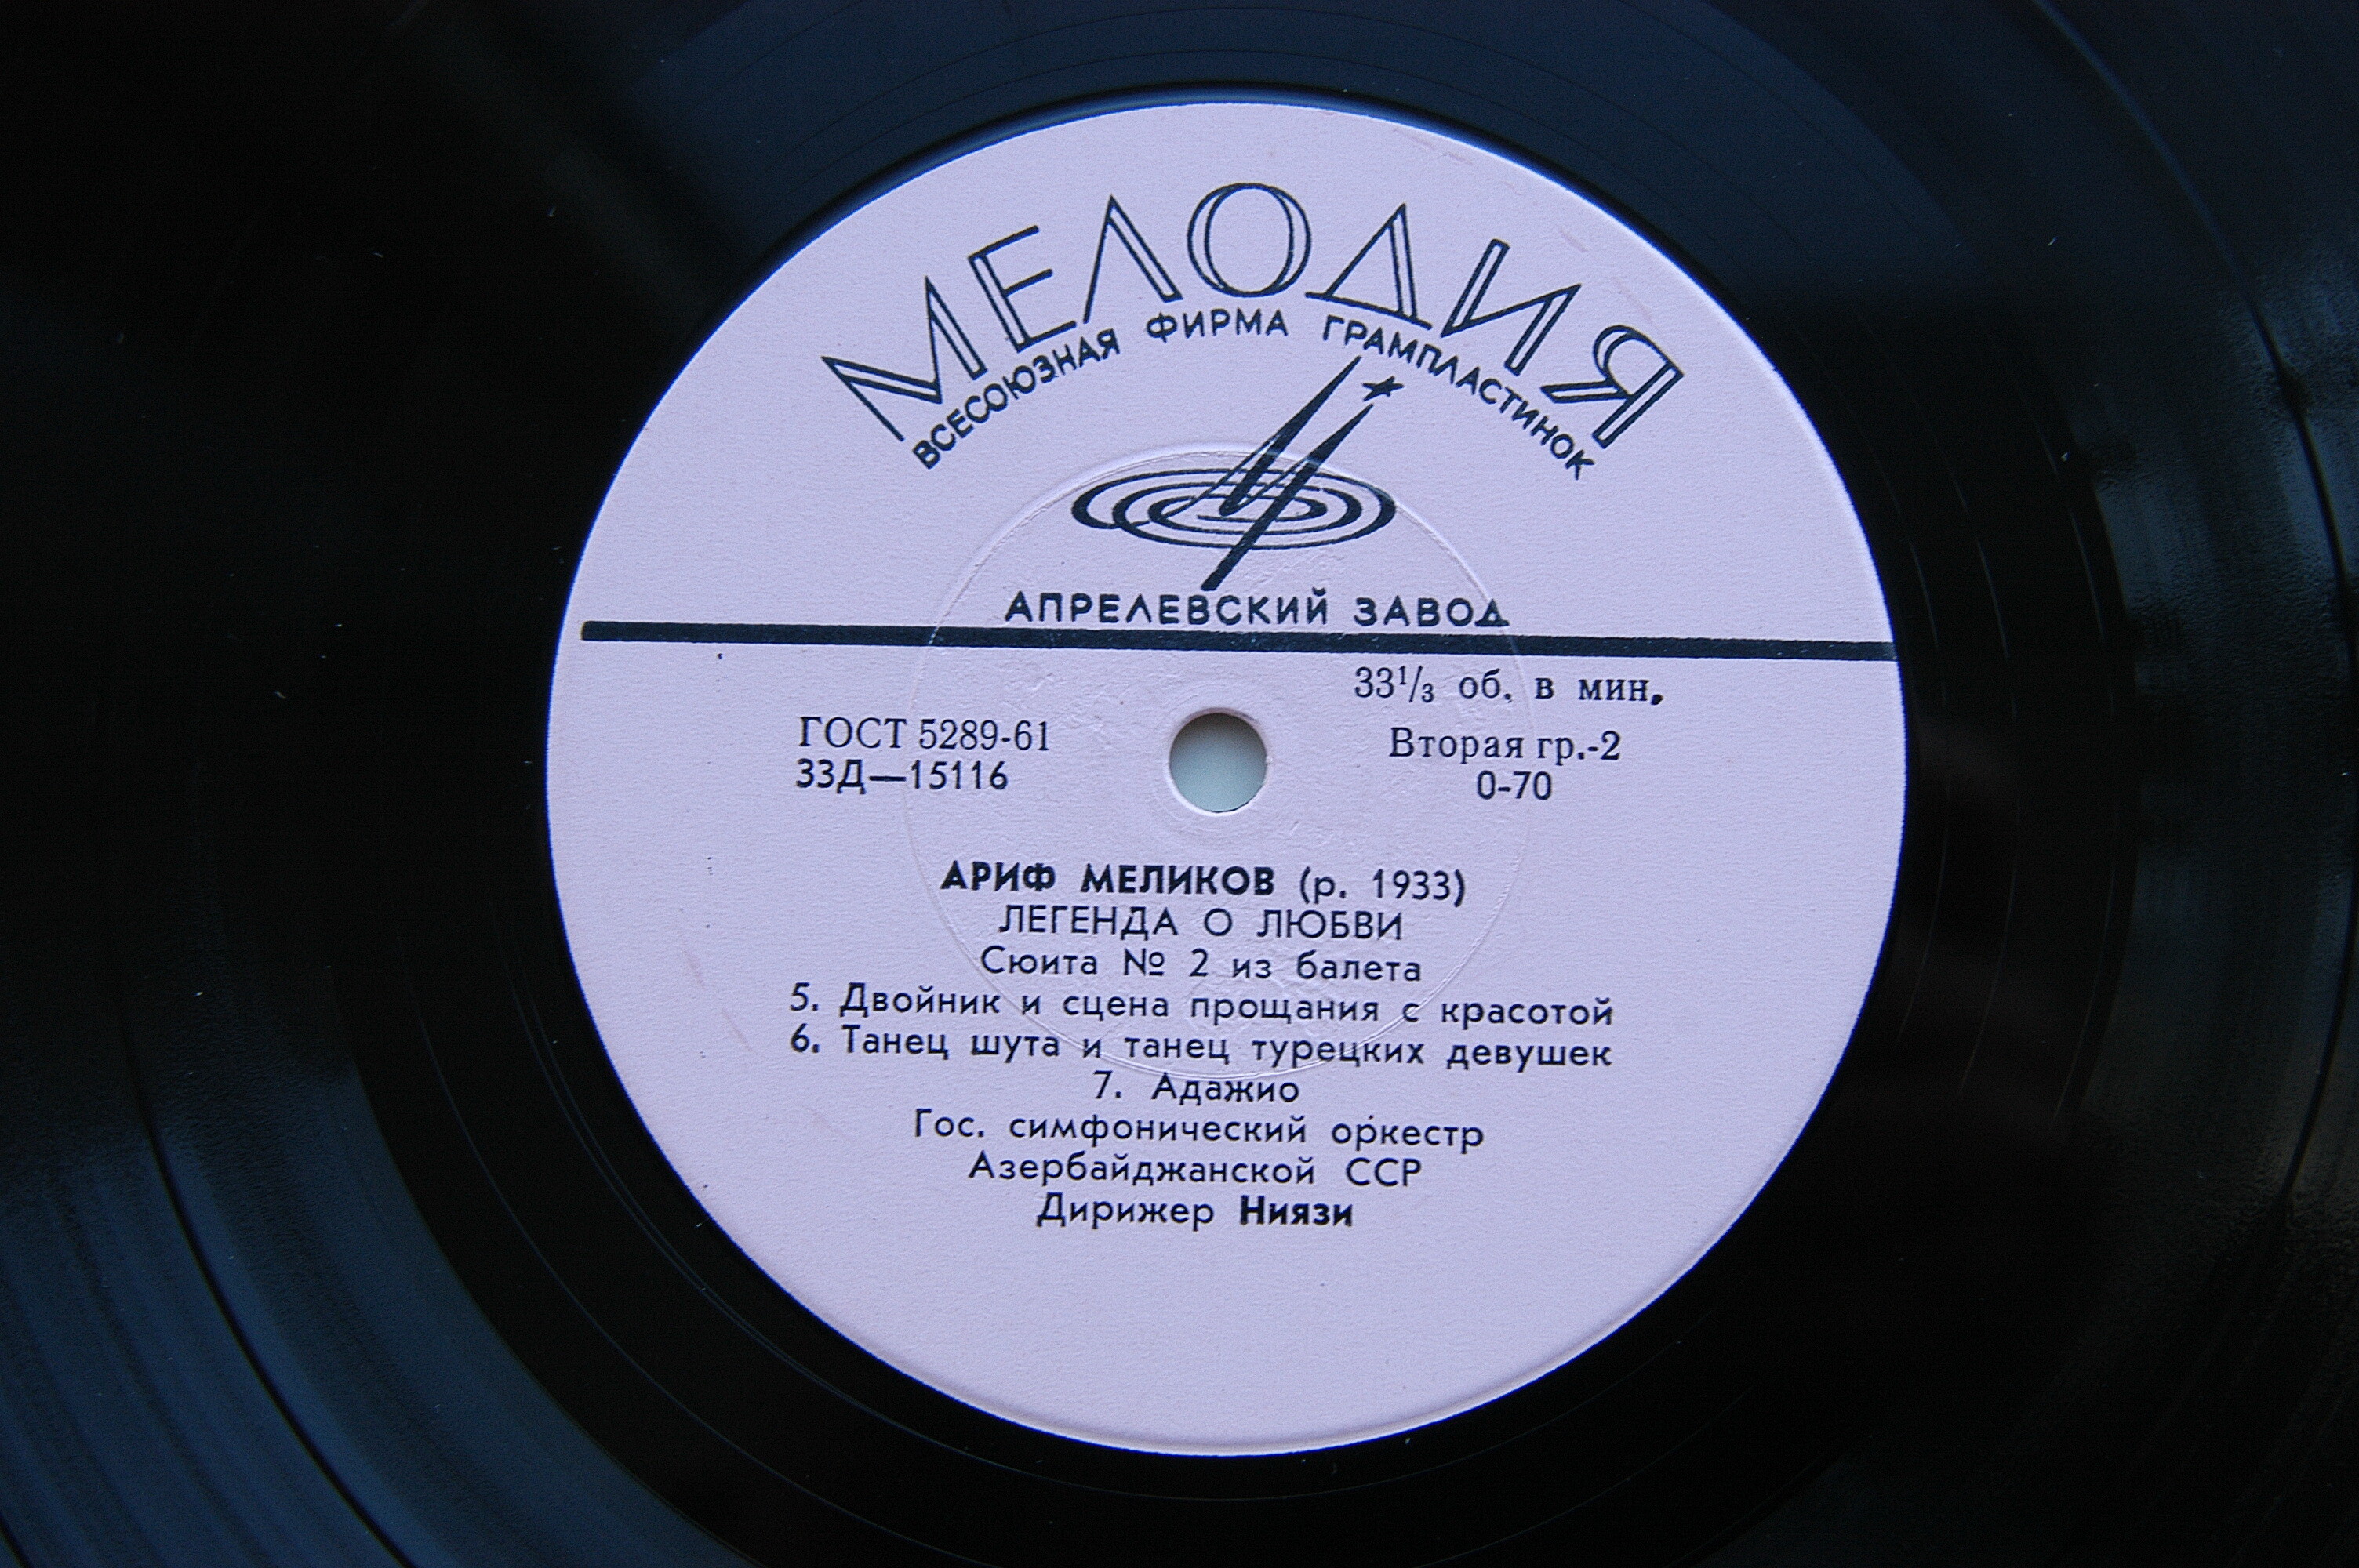 МЕЛОДИЯ
ВСЕСОЮЗНАЯ ФИРМА ГРАМПЛАСТИНОК
АПРЕЛЕВСКИЙ ЗАВОД
33¹/₃ об. в мин.
ГОСТ 5289-61
Вторая гр.-2
33Д—15116
0-70
АРИФ МЕЛИКОВ (р. 1933)
ЛЕГЕНДА О ЛЮБВИ
Сюита № 2 из балета
5. Двойник и сцена прощания с красотой
6. Танец шута и танец турецких девушек
7. Адажио
Гос. симфонический оркестр
Азербайджанской ССР
Дирижер Ниязи